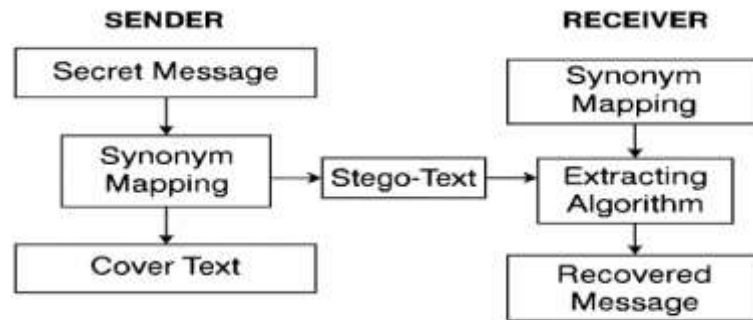 SENDER
Secret Message
Synonym
Mapping
Cover Text
Stego-Text
RECEIVER
Synonym
Mapping
Extracting
Algorithm
Recovered
Message